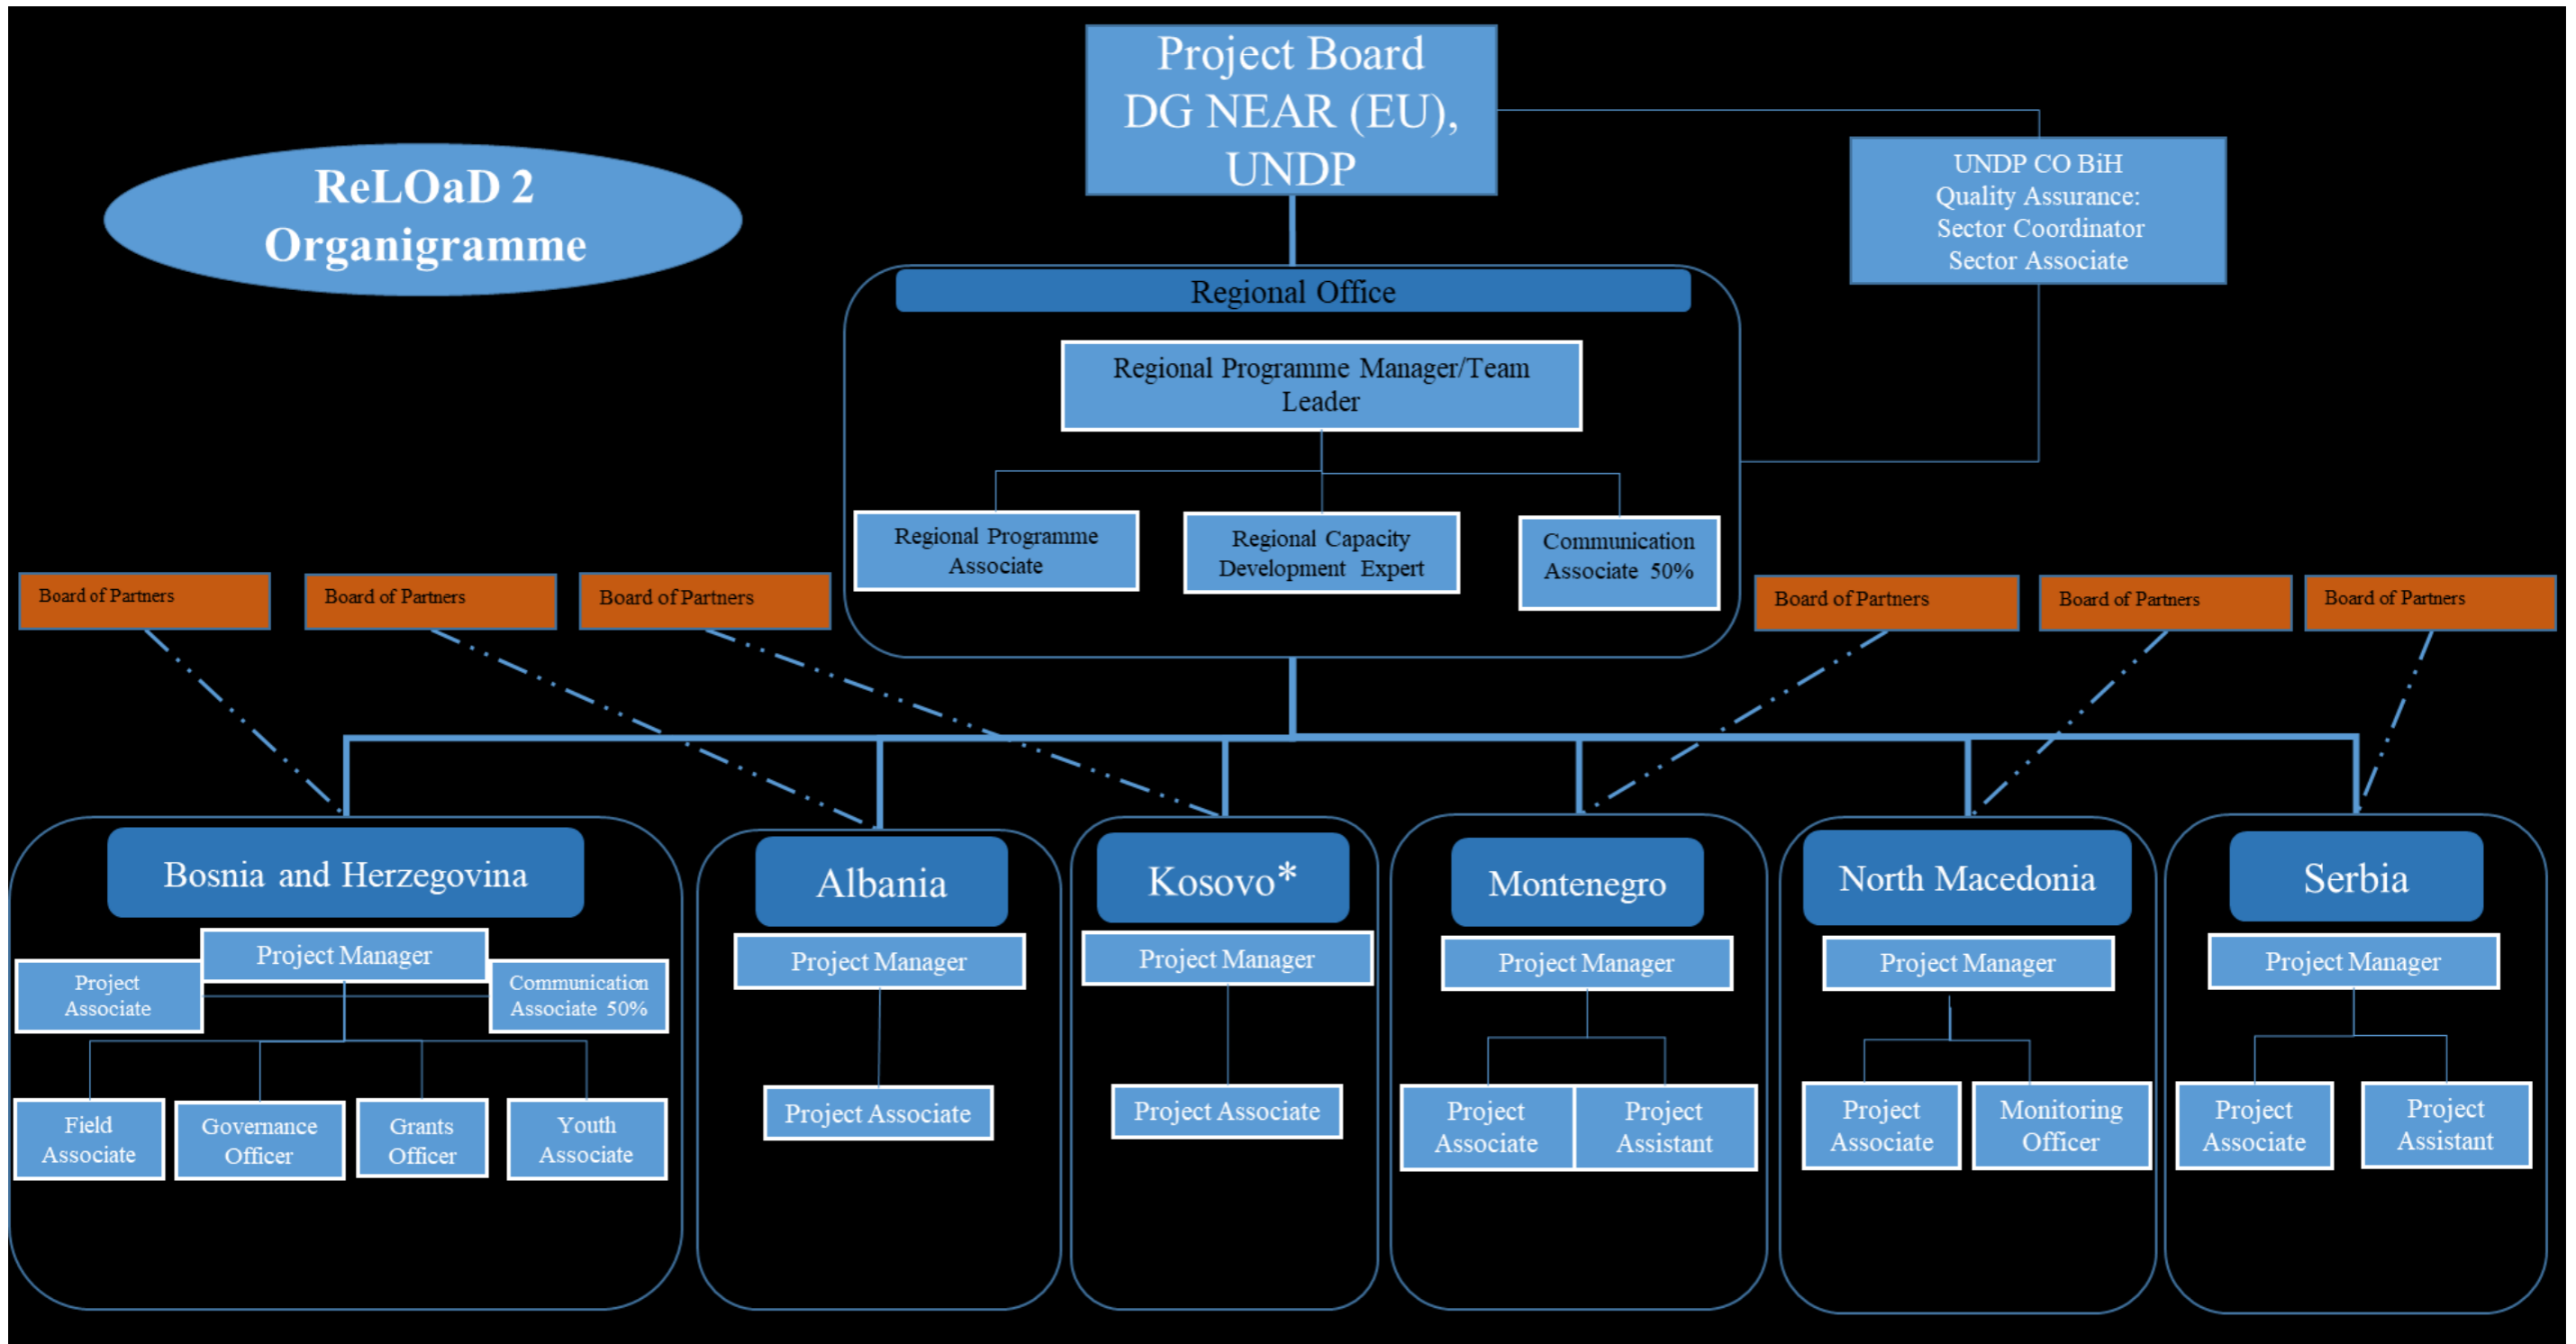 Project Board
DG NEAR (EU),
UNDP
ReLOaD 2
Organigramme
UNDP CO BiH
Quality Assurance:
Sector Coordinator
Sector Associate
Regional Office
Regional Programme Manager/Team
Leader
Regional Programme
Associate
Regional Capacity
Development Expert
Communication
Associate 50%
Board of Partners
Board of Partners
Board of Partners
Board of Partners
Board of Partners
Board of Partners
Bosnia and Herzegovina
Project Manager
Project
Associate
Communication
Associate 50%
Field
Associate
Governance
Officer
Grants
Officer
Youth
Associate
Albania
Project Manager
Project Associate
Kosovo*
Project Manager
Project Associate
Montenegro
Project Manager
Project
Associate
Project
Assistant
North Macedonia
Project Manager
Project
Associate
Monitoring
Officer
Serbia
Project Manager
Project
Associate
Project
Assistant